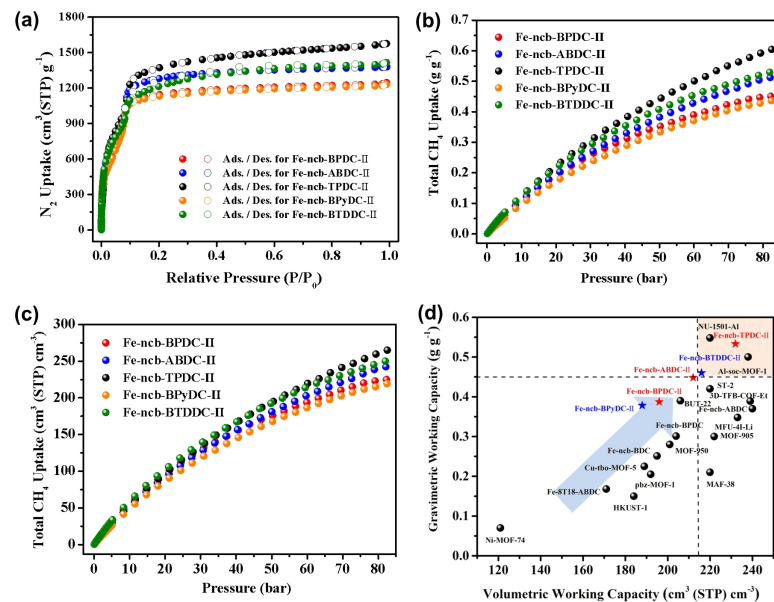 (a)
N₂ Uptake (cm³ (STP) g⁻¹)
1800
1500
1200
900
600
300
0
Ads. / Des. for Fe-ncb-BPDC-II
Ads. / Des. for Fe-ncb-ABDC-II
Ads. / Des. for Fe-ncb-TPDC-II
Ads. / Des. for Fe-ncb-BPyDC-II
Ads. / Des. for Fe-ncb-BTDDC-II
0.0 0.2 0.4 0.6 0.8 1.0
Relative Pressure (P/P₀)
(b)
Total CH₄ Uptake (g g⁻¹)
0.7
0.6
0.5
0.4
0.3
0.2
0.1
0.0
Fe-ncb-BPDC-II
Fe-ncb-ABDC-II
Fe-ncb-TPDC-II
Fe-ncb-BPyDC-II
Fe-ncb-BTDDC-II
0 10 20 30 40 50 60 70 80
Pressure (bar)
(c)
Total CH₄ Uptake (cm³ (STP) cm⁻³)
300
250
200
150
100
50
0
Fe-ncb-BPDC-II
Fe-ncb-ABDC-II
Fe-ncb-TPDC-II
Fe-ncb-BPyDC-II
Fe-ncb-BTDDC-II
0 10 20 30 40 50 60 70 80 90
Pressure (bar)
(d)
Gravitmetric Working Capacity (g g⁻¹)
0.6
0.5
0.4
0.3
0.2
0.1
0.0
NU-1501-Al
Fe-ncb-TPDC-II
Fe-ncb-BTDDC-II
Fe-ncb-ABDC-II
Al-soc-MOF-1
ST-2
Fe-ncb-BPDC-II
3D-TFB-COF-Et
Fe-ncb-BPyDC-II
BUT-22
Fe-ncb-ABDC
MFU-4l-Li
Fe-ncb-BPDC
MOF-905
Fe-ncb-BDC
MOF-950
Cu-tbo-MOF-5
pbz-MOF-1
MAF-38
Fe-8T18-ABDC
HKUST-1
Ni-MOF-74
120 140 160 180 200 220 240
Volumetric Working Capacity (cm³ (STP) cm⁻³)